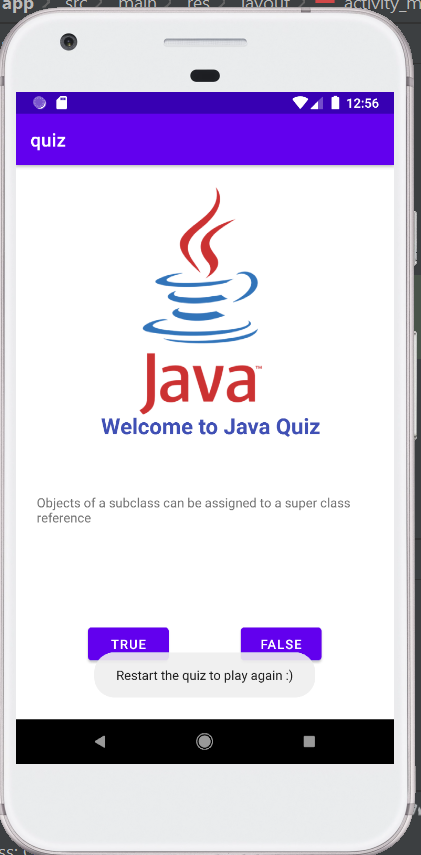 app src main res layout activity_m
12:56
quiz
Java™
Welcome to Java Quiz
Objects of a subclass can be assigned to a super class
reference
TRUE FALSE
Restart the quiz to play again :)